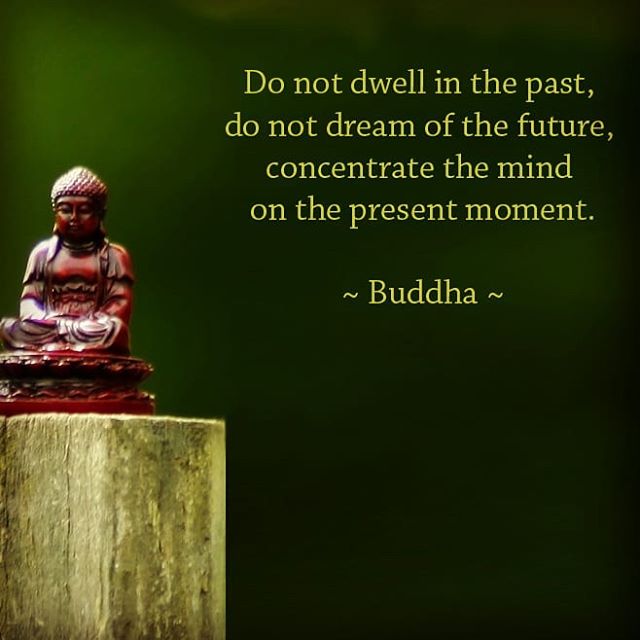 Do not dwell in the past,
do not dream of the future,
concentrate the mind
on the present moment.
~ Buddha ~